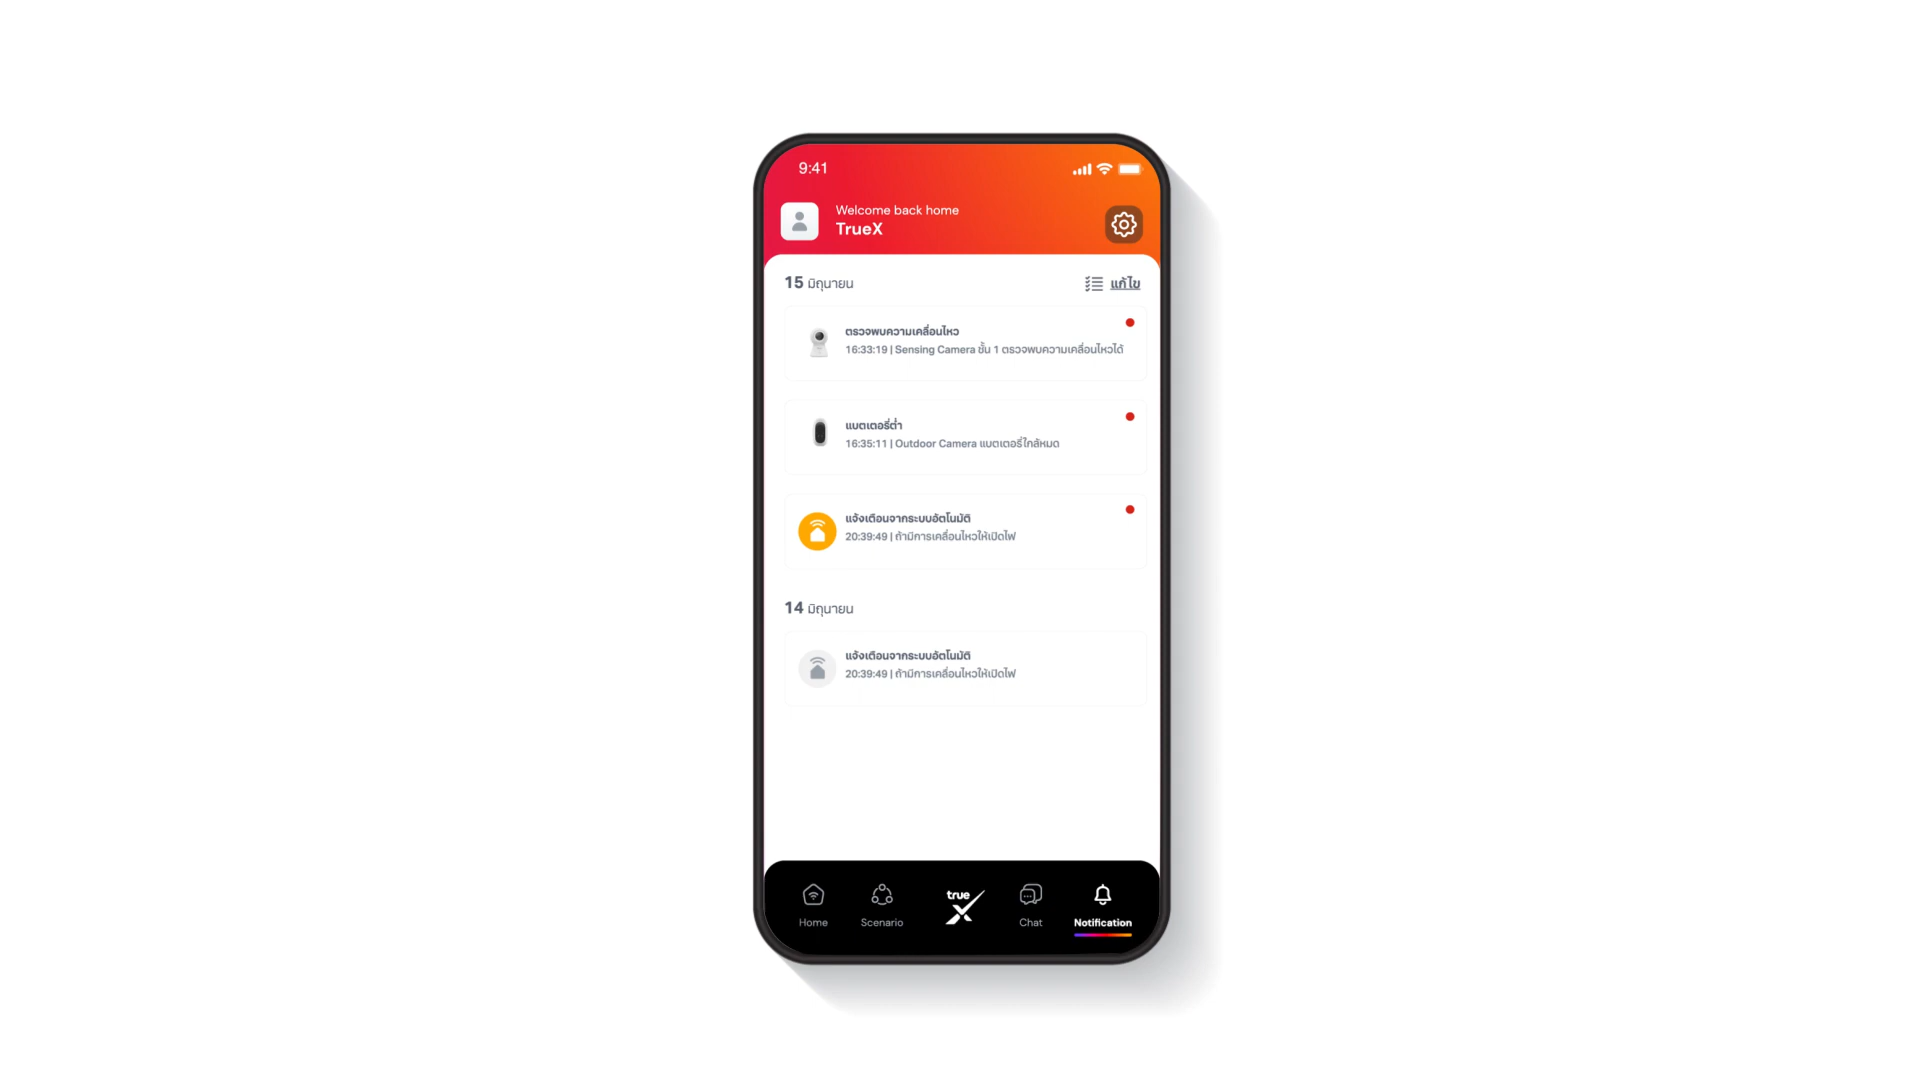 9:41
Welcome back home
TrueX
15 มิถุนายน
แก้ไข
ตรวจพบความเคลื่อนไหว
16:33:19 | Sensing Camera ชั้น 1 ตรวจพบความเคลื่อนไหวได้
แบตเตอรี่ต่ำ
16:35:11 | Outdoor Camera แบตเตอรี่ใกล้หมด
แจ้งเตือนจากระบบอัตโนมัติ
20:39:49 | ถ้ามีการเคลื่อนไหวให้เปิดไฟ
14 มิถุนายน
แจ้งเตือนจากระบบอัตโนมัติ
20:39:49 | ถ้ามีการเคลื่อนไหวให้เปิดไฟ
Home
Scenario
true X
Chat
Notification